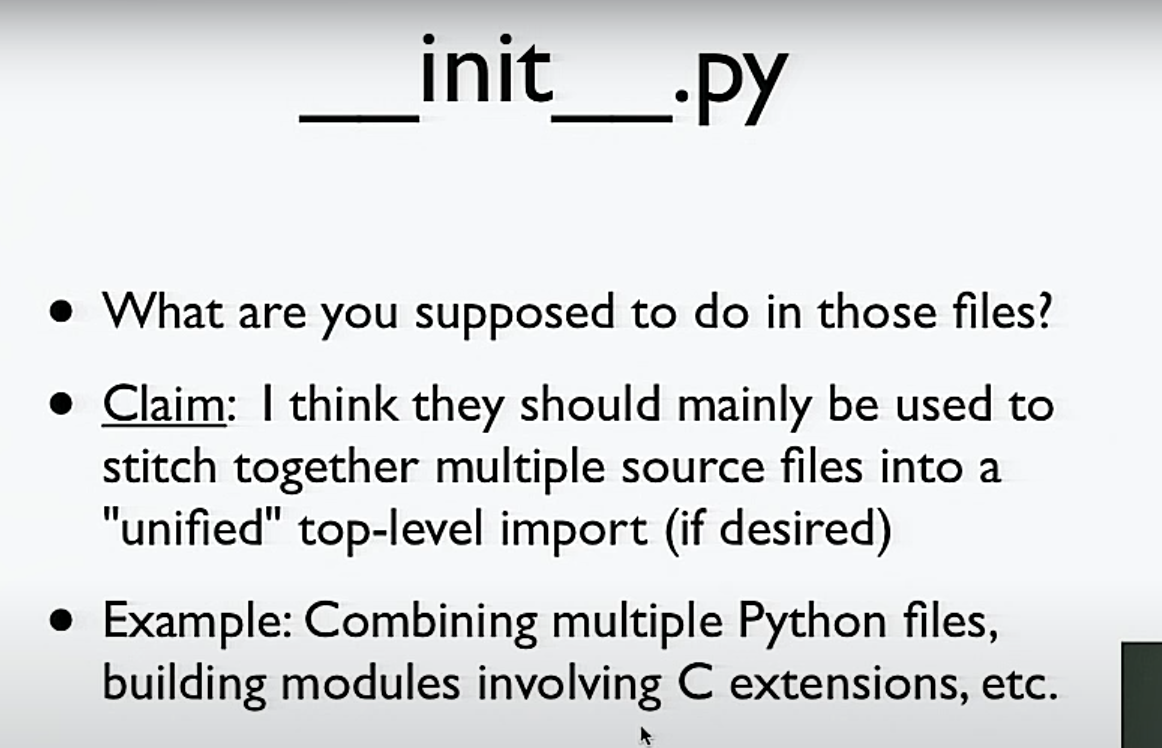 __init__.py
● What are you supposed to do in those files?
● Claim: I think they should mainly be used to
stitch together multiple source files into a
"unified" top-level import (if desired)
● Example: Combining multiple Python files,
building modules involving C extensions, etc.